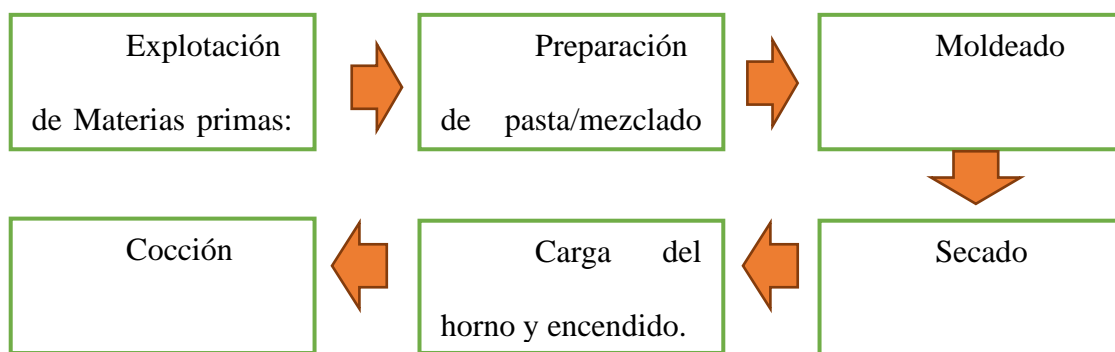 Explotación
de Materias primas:
Preparación
de pasta/mezclado
Moldeado
Secado
Carga del
horno y encendido.
Cocción